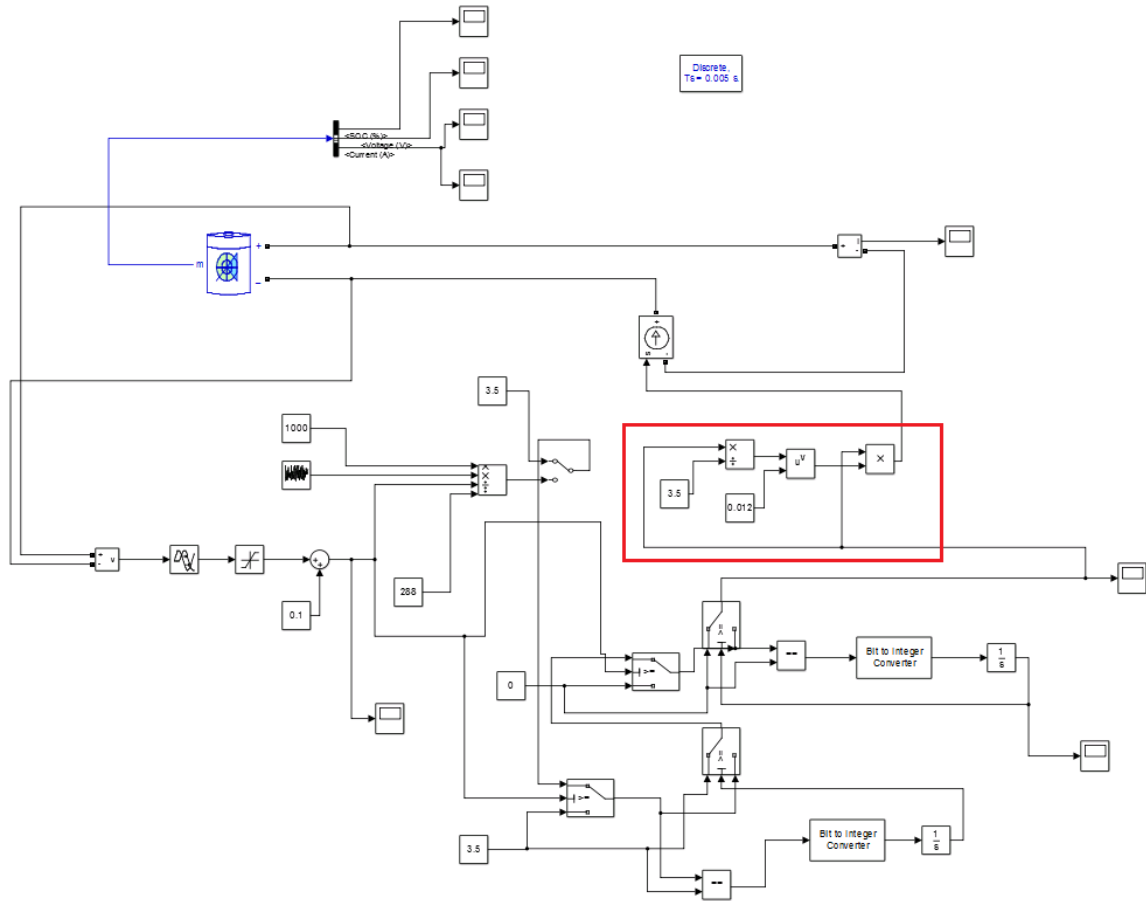 Discrete,
Ts = 0.005 s.
<SOC (%)>
<Voltage (V)>
<Current (A)>
+
m
–
+
i
-
+
s
-
3.5
1000
×
×
÷
÷
×
÷
3.5
uv
0.012
×
+
-
v
0.1
+
+
288
0
>=
--
Bit to Integer
Converter
1
s
>=
3.5
--
Bit to Integer
Converter
1
s